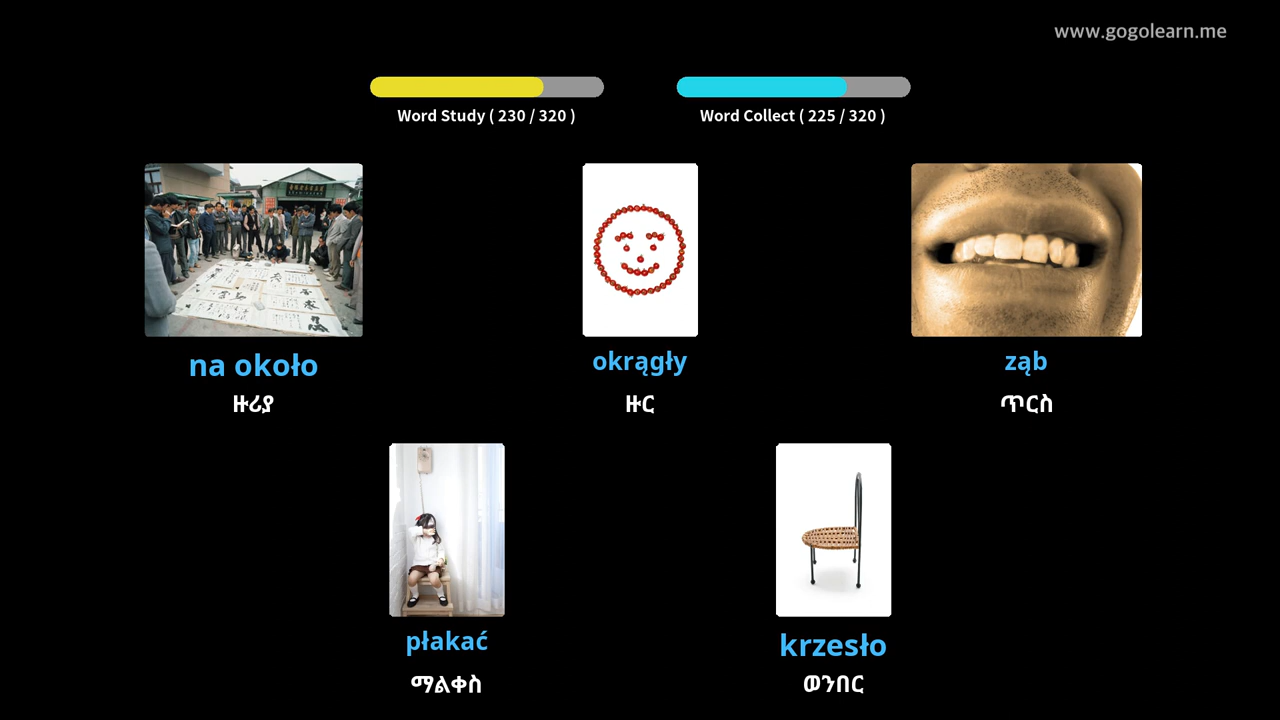 www.gogolearn.me
Word Study ( 230 / 320 )
Word Collect ( 225 / 320 )
na około
ዙሪያ
okrągły
ዙር
ząb
ጥርስ
płakać
ማልቀስ
krzesło
ወንበር